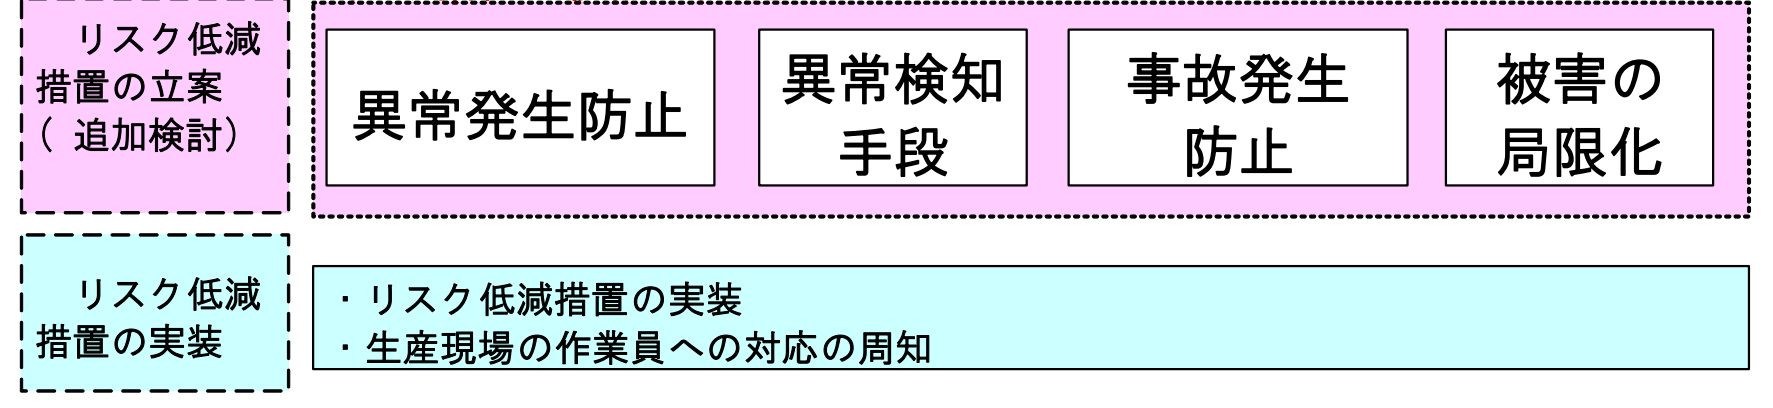 リスク低減
措置の立案
（ 追加検討）
異常発生防止
異常検知
手段
事故発生
防止
被害の
局限化
リスク低減
措置の実装
・リスク低減措置の実装
・生産現場の作業員への対応の周知